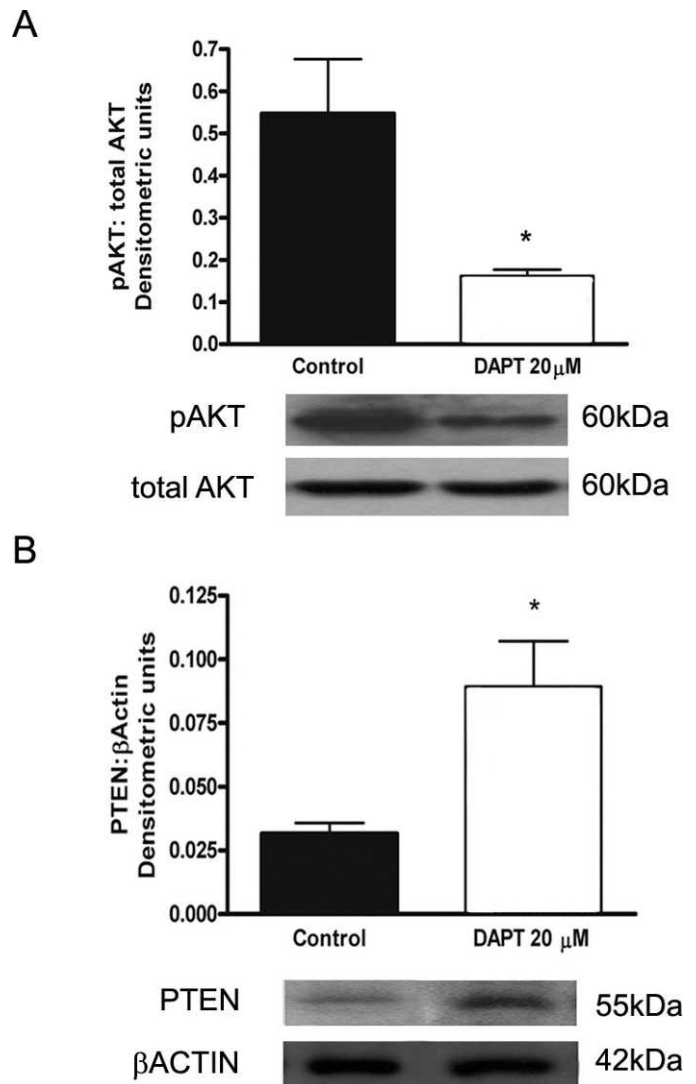 A
0.7
0.6
0.5
0.4
0.3
0.2
0.1
0.0
pAKT: total AKT
Densitometric units
*
Control DAPT 20μM
pAKT 60kDa
total AKT 60kDa
B
0.125
0.100
0.075
0.050
0.025
0.000
PTEN:βActin
Densitometric units
*
Control DAPT 20 μM
PTEN 55kDa
βACTIN 42kDa